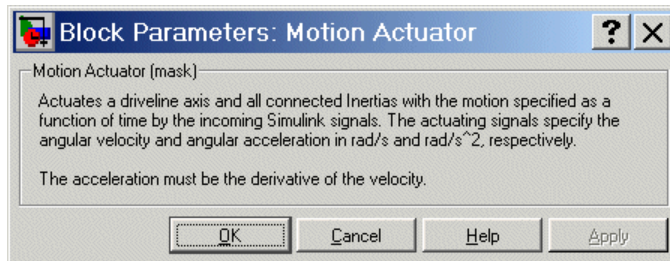 Block Parameters: Motion Actuator
Motion Actuator (mask)
Actuates a driveline axis and all connected Inertias with the motion specified as a
function of time by the incoming Simulink signals. The actuating signals specify the
angular velocity and angular acceleration in rad/s and rad/s^2, respectively.
The acceleration must be the derivative of the velocity.
OK Cancel Help Apply